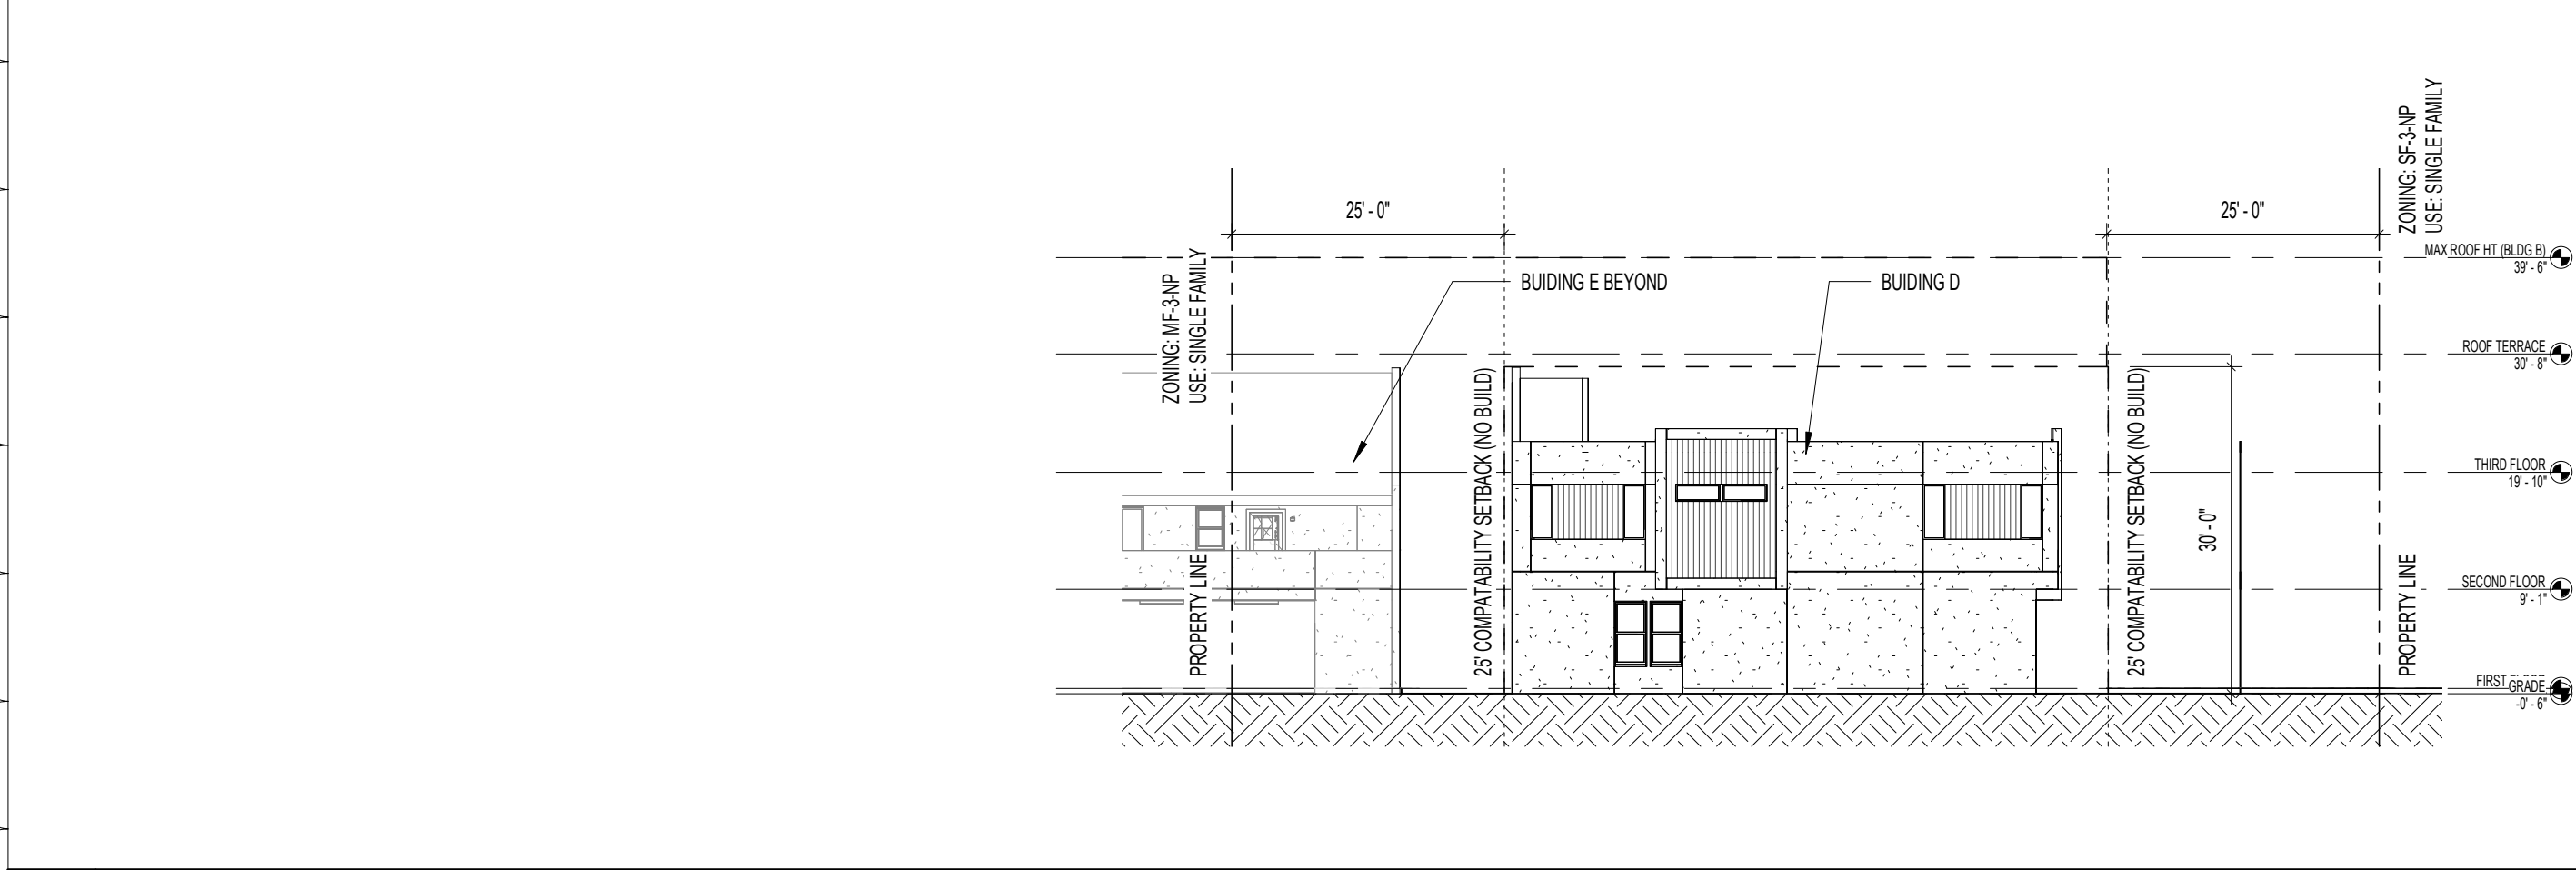 ZONING: SF-3-NP
USE: SINGLE FAMILY
25' - 0"
25' - 0"
MAX ROOF HT (BLDG B)
39' - 6"
ZONING: MF-3-NP
USE: SINGLE FAMILY
BUIDING E BEYOND
BUIDING D
ROOF TERRACE
30' - 8"
25' COMPATABILITY SETBACK (NO BUILD)
25' COMPATABILITY SETBACK (NO BUILD)
THIRD FLOOR
19' - 10"
30' - 0"
PROPERTY LINE
PROPERTY LINE
SECOND FLOOR
9' - 1"
FIRST
GRADE
-0' - 6"